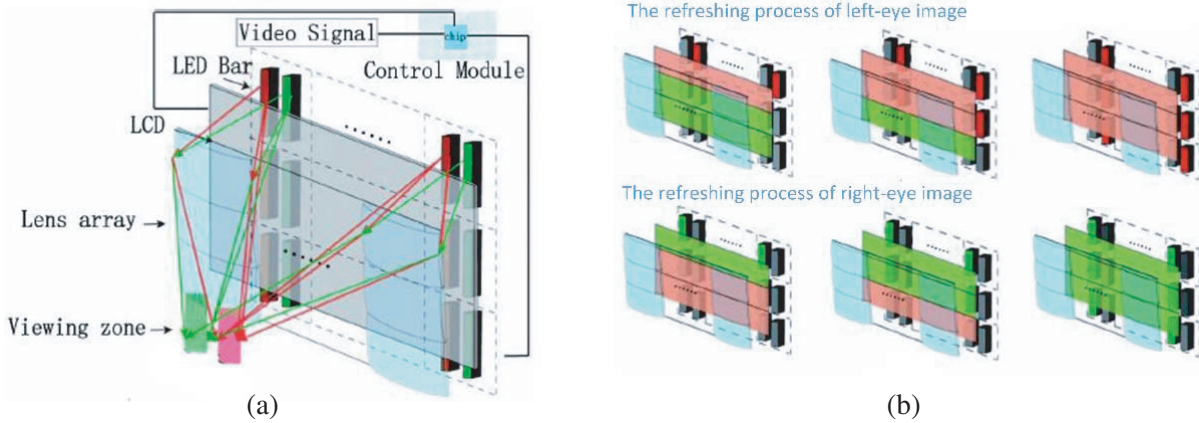 Video Signal
chip
Control Module
LED Bar
LCD
Lens array
Viewing zone
(a)
The refreshing process of left-eye image
The refreshing process of right-eye image
(b)